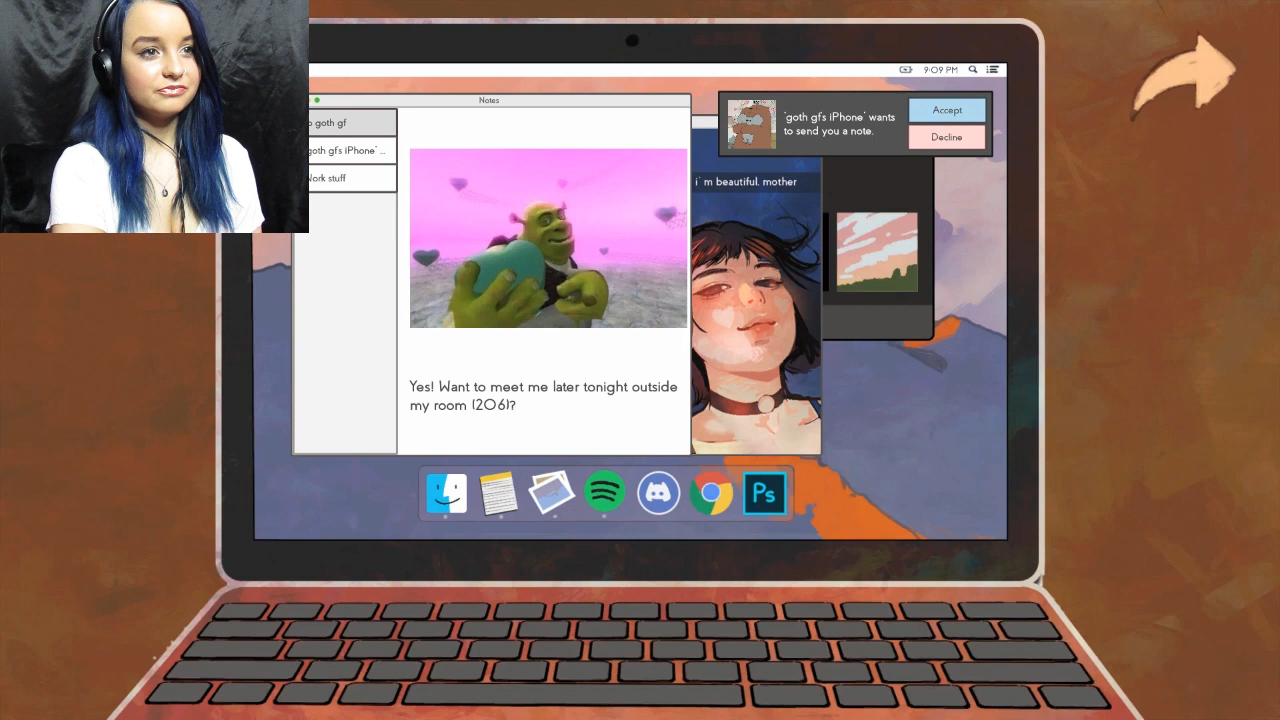 9:09 PM
Notes
o goth gf
goth gfs iPhone' ...
Work stuff
'goth gfs iPhone' wants
to send you a note.
Accept
Decline
i'm beautiful, mother
Yes! Want to meet me later tonight outside
my room (206)?
Ps